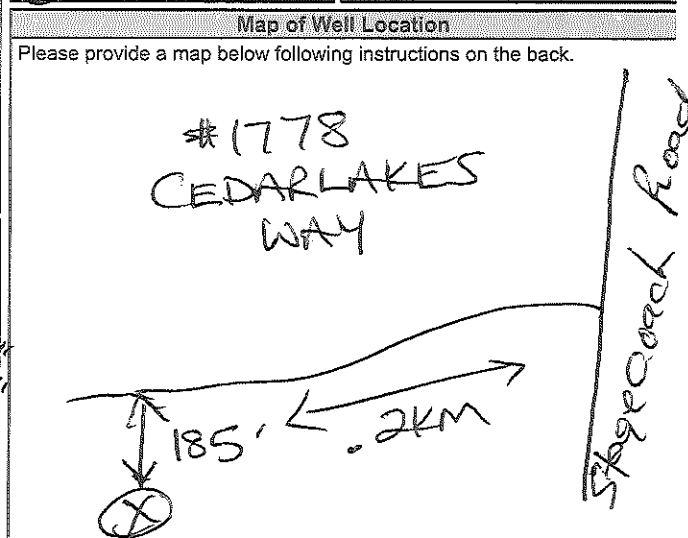 Map of Well Location
Please provide a map below following instructions on the back.
#1778
CEDARLAKES
WAY
Stagecoach Road
185'
.2KM
X